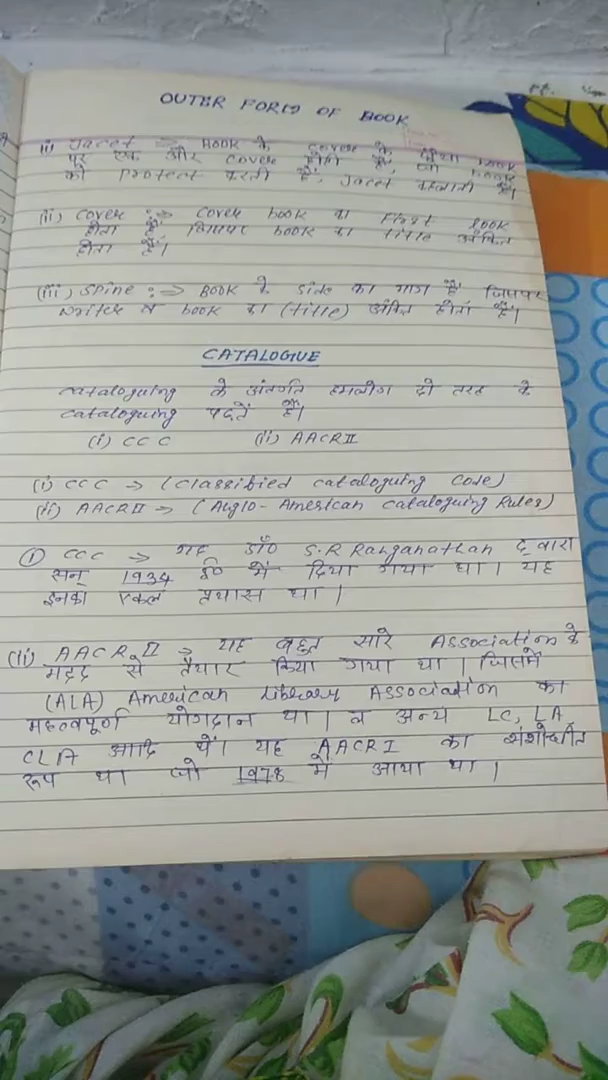 OUTER FORM OF BOOK
(i) Jacet ⇒ BOOK के cover के book
पर एक और cover होता है, जो book
को protect करती है, Jacet कहलाती है।
(ii) cover :⇒ cover book का First Look
होता है, जिसपर book का title अंकित
होता है।
(iii) spine :⇒ BOOK के side का भाग है जिसपर
writer व book का (title) अंकित होता है।
CATALOGUE
cataloguing के अंतर्गत हमलोग दो तरह के
cataloguing पढ़तें हैं।
(i) CCC (ii) AACR II
(i) CCC → (classified cataloguing code)
(ii) AACR II → (Anglo-American cataloguing Rules)
(i) CCC → यह डॉ० S.R Ranganathan द्वारा
सन् 1934 ई० में दिया गया था। यह
इनका एकल प्रयास था।
(ii) AACR II → यह बहुत सारे Association के
मदद से तैयार किया गया था। जिसमें
(ALA) American Library Association का
महत्वपूर्ण योगदान था। व अन्य LC, LA,
CLA आदि थें। यह AACR I का संशोधीत
रूप था जो 1978 में आया था।